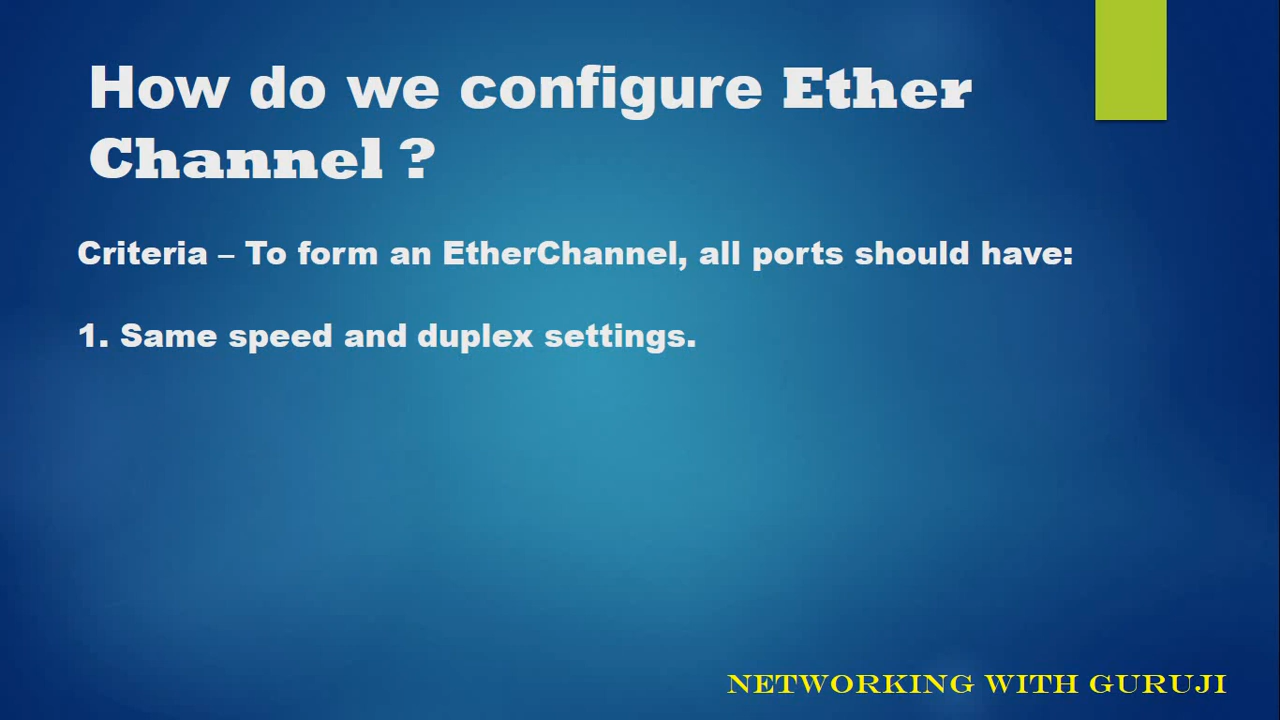 How do we configure Ether
Channel ?
Criteria – To form an EtherChannel, all ports should have:
1. Same speed and duplex settings.
NETWORKING WITH GURUJI